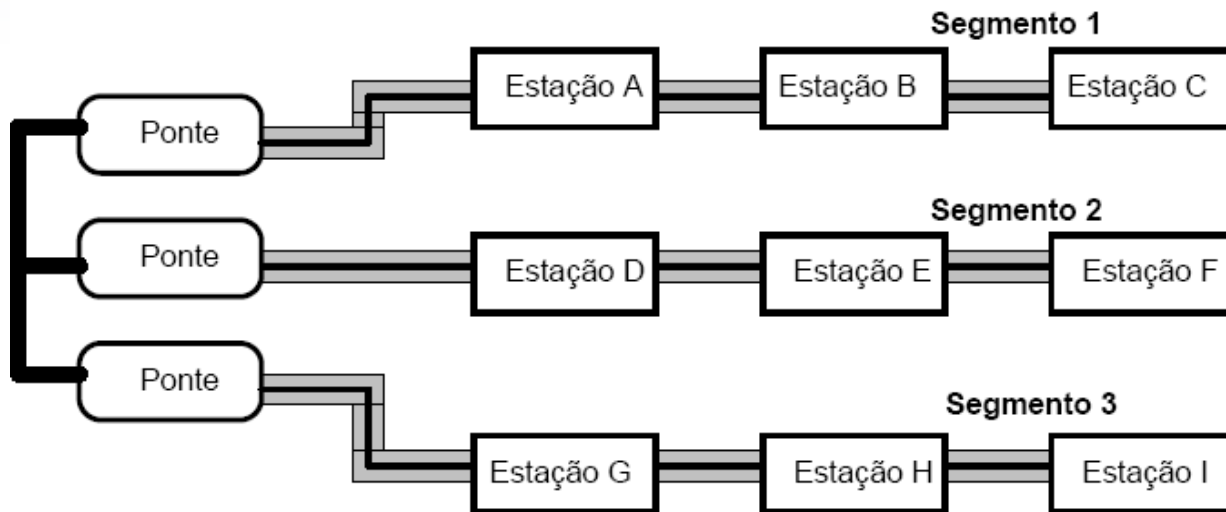 Segmento 1
Ponte
Estação A
Estação B
Estação C
Segmento 2
Ponte
Estação D
Estação E
Estação F
Ponte
Segmento 3
Estação G
Estação H
Estação I